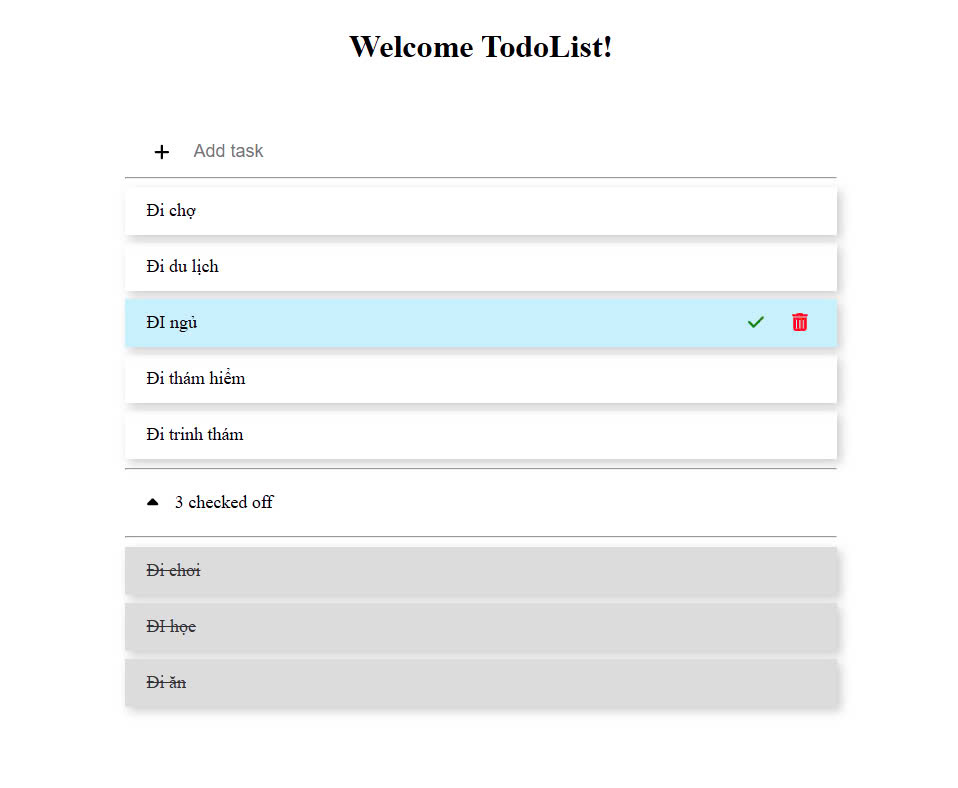 Welcome TodoList!
Add task
Đi chợ
Đi du lịch
ĐI ngủ
Đi thám hiểm
Đi trinh thám
3 checked off
Đi chơi
ĐI học
Đi ăn